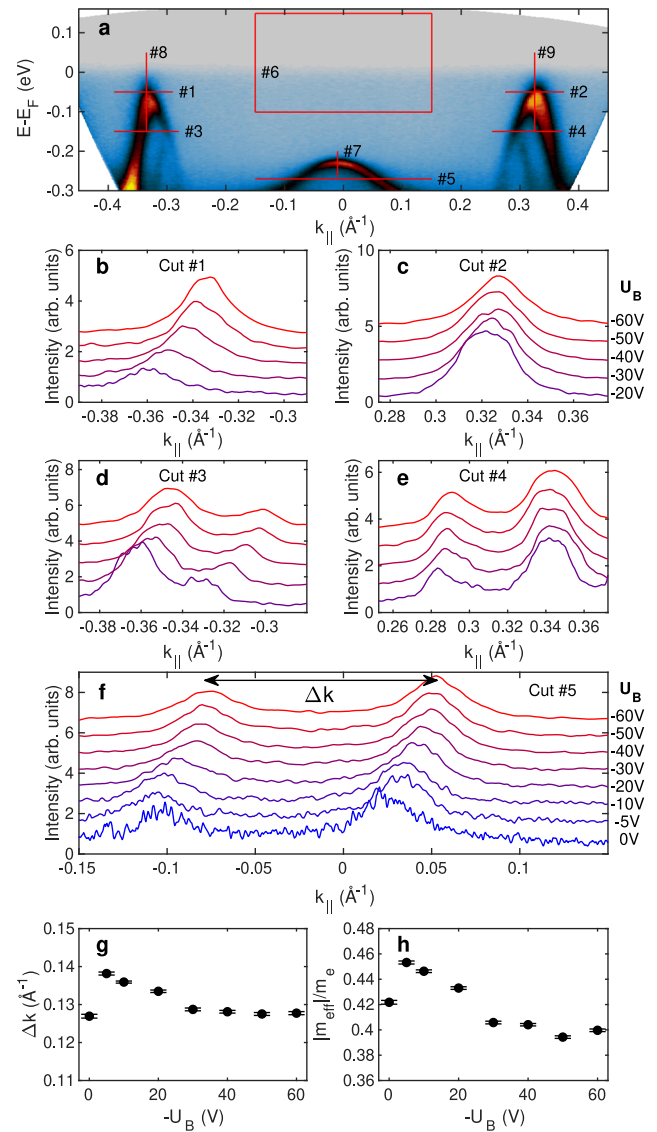 a
#8
#9
#6
#1
#2
#3
#4
#7
#5
E-E_F (eV)
0.1
0
-0.1
-0.2
-0.3
-0.4 -0.3 -0.2 -0.1 0 0.1 0.2 0.3 0.4
k_|| (Å⁻¹)
b Cut #1
Intensity (arb. units)
6
4
2
0
-0.38 -0.36 -0.34 -0.32 -0.3
k_|| (Å⁻¹)
c Cut #2
Intensity (arb. units)
10
5
0
0.28 0.3 0.32 0.34 0.36
k_|| (Å⁻¹)
U_B
-60V
-50V
-40V
-30V
-20V
d Cut #3
Intensity (arb. units)
8
6
4
2
0
-0.38 -0.36 -0.34 -0.32 -0.3
k_|| (Å⁻¹)
e Cut #4
Intensity (arb. units)
6
4
2
0
0.26 0.28 0.3 0.32 0.34 0.36
k_|| (Å⁻¹)
f Δk Cut #5
Intensity (arb. units)
8
6
4
2
0
-0.15 -0.1 -0.05 0 0.05 0.1
k_|| (Å⁻¹)
U_B
-60V
-50V
-40V
-30V
-20V
-10V
-5V
0V
g
Δk (Å⁻¹)
0.15
0.14
0.13
0.12
0.11
0 20 40 60
-U_B (V)
h
|m_eff|/m_e
0.48
0.46
0.44
0.42
0.4
0.38
0.36
0 20 40 60
-U_B (V)